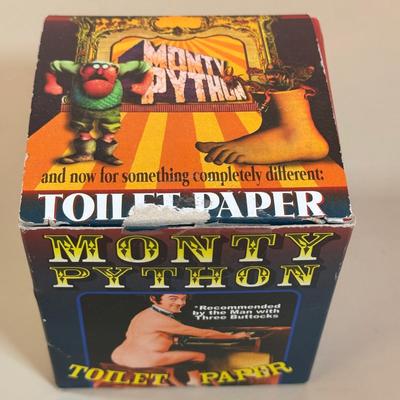 MONTY
PYTHON
and now for something completely different:
TOILET PAPER
MONTY
PYTHON
"Recommended
by the Man with
Three Buttocks
TOILET PAPER